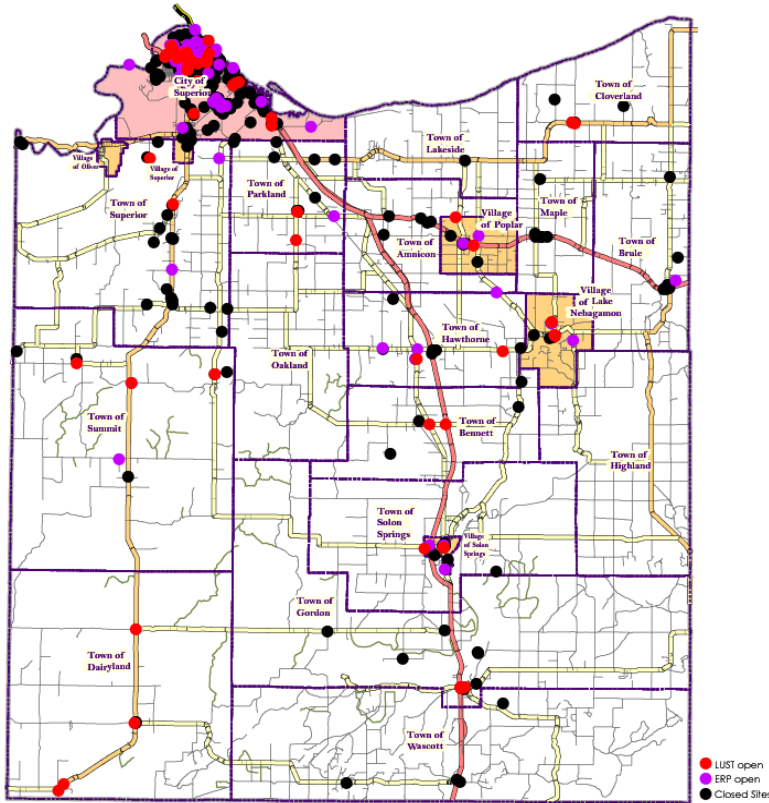 City of
Superior
Town of
Cloverland
Town of
Lakeside
Village
of Oliver
Village of
Superior
Town of
Superior
Town of
Parkland
Village
of Poplar
Town of
Maple
Town of
Amnicon
Town of
Brule
Village
of Lake
Nebagamon
Town of
Hawthorne
Town of
Oakland
Town of
Summit
Town of
Bennett
Town of
Highland
Town of
Solon
Springs
Village
of Solon
Springs
Town of
Gordon
Town of
Dairyland
Town of
Wascott
LUST open
ERP open
Closed Sites